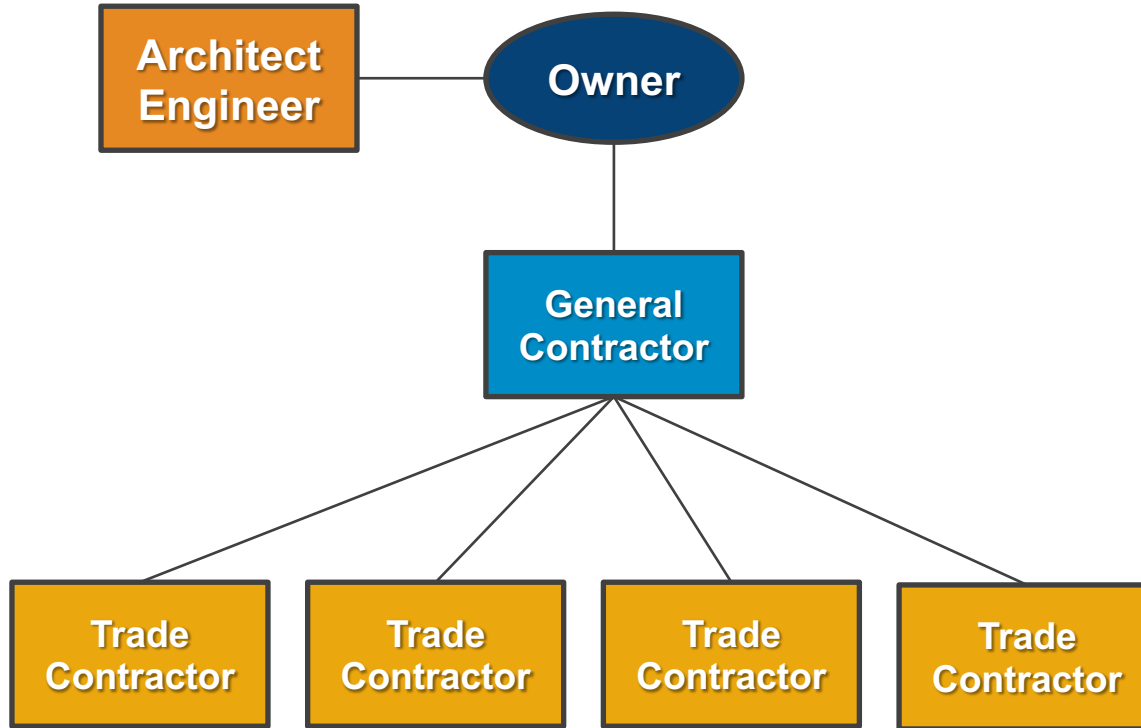 Architect
Engineer
Owner
General
Contractor
Trade
Contractor
Trade
Contractor
Trade
Contractor
Trade
Contractor